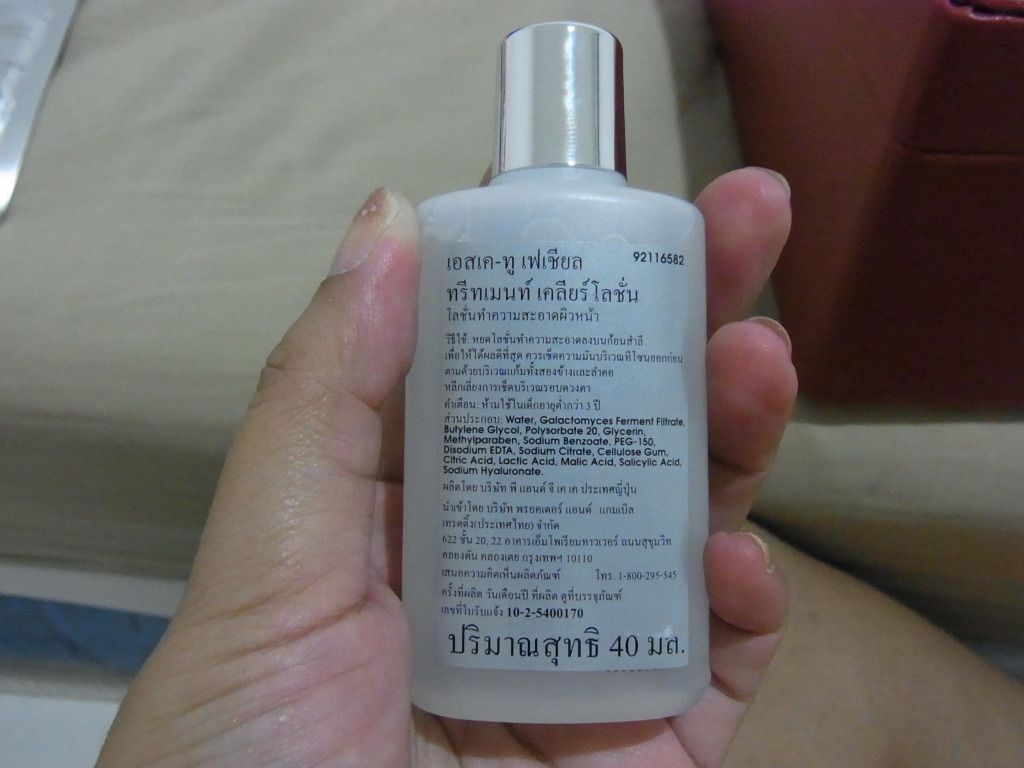 เอสเค-ทู เฟเชียล 92116582
ทรีทเมนท์ เคลียร์ โลชั่น
โลชั่นทำความสะอาดผิวหน้า
วิธีใช้: หยดโลชั่นทำความสะอาดลงบนก้อนสำลี
เพื่อให้ได้ผลดีที่สุด ควรเช็ดความมันบริเวณทีโซนออกก่อน
ตามด้วยบริเวณแก้มทั้งสองข้างและลำคอ
หลีกเลี่ยงการเช็ดบริเวณรอบดวงตา
คำเตือน: ห้ามใช้ในเด็กอายุต่ำกว่า 3 ปี
ส่วนประกอบ: Water, Galactomyces Ferment Filtrate,
Butylene Glycol, Polysorbate 20, Glycerin,
Methylparaben, Sodium Benzoate, PEG-150,
Disodium EDTA, Sodium Citrate, Cellulose Gum,
Citric Acid, Lactic Acid, Malic Acid, Salicylic Acid,
Sodium Hyaluronate.
ผลิตโดย บริษัท พี แอนด์ จี เค เค ประเทศญี่ปุ่น
นำเข้าโดย บริษัท พรอคเตอร์ แอนด์ แกมเบิล
เทรดดิ้ง(ประเทศไทย) จำกัด
622 ชั้น 20, 22 อาคารเอ็มโพเรียมทาวเวอร์ ถนนสุขุมวิท
คลองตัน คลองเตย กรุงเทพฯ 10110
เสนอความคิดเห็นผลิตภัณฑ์ โทร. 1-800-295-545
ครั้งที่ผลิต วันเดือนปี ที่ผลิต ดูที่บรรจุภัณฑ์
เลขที่ใบรับแจ้ง 10-2-5400170
ปริมาณสุทธิ 40 มล.